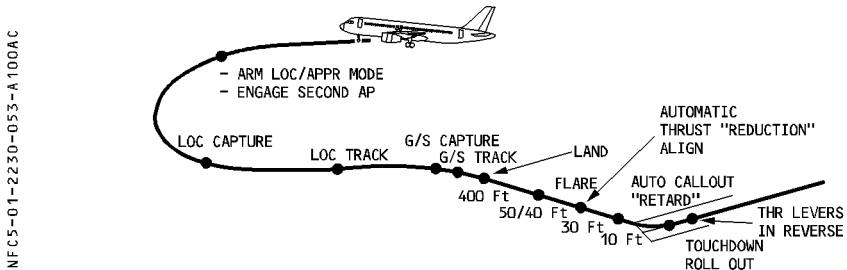 NFC5-01-2230-053-A100AC
- ARM LOC/APPR MODE
- ENGAGE SECOND AP
LOC CAPTURE
LOC TRACK
G/S CAPTURE
G/S TRACK
LAND
400 Ft
AUTOMATIC
THRUST "REDUCTION"
ALIGN
FLARE
50/40 Ft
30 Ft
10 Ft
AUTO CALLOUT
"RETARD"
THR LEVERS
IN REVERSE
TOUCHDOWN
ROLL OUT